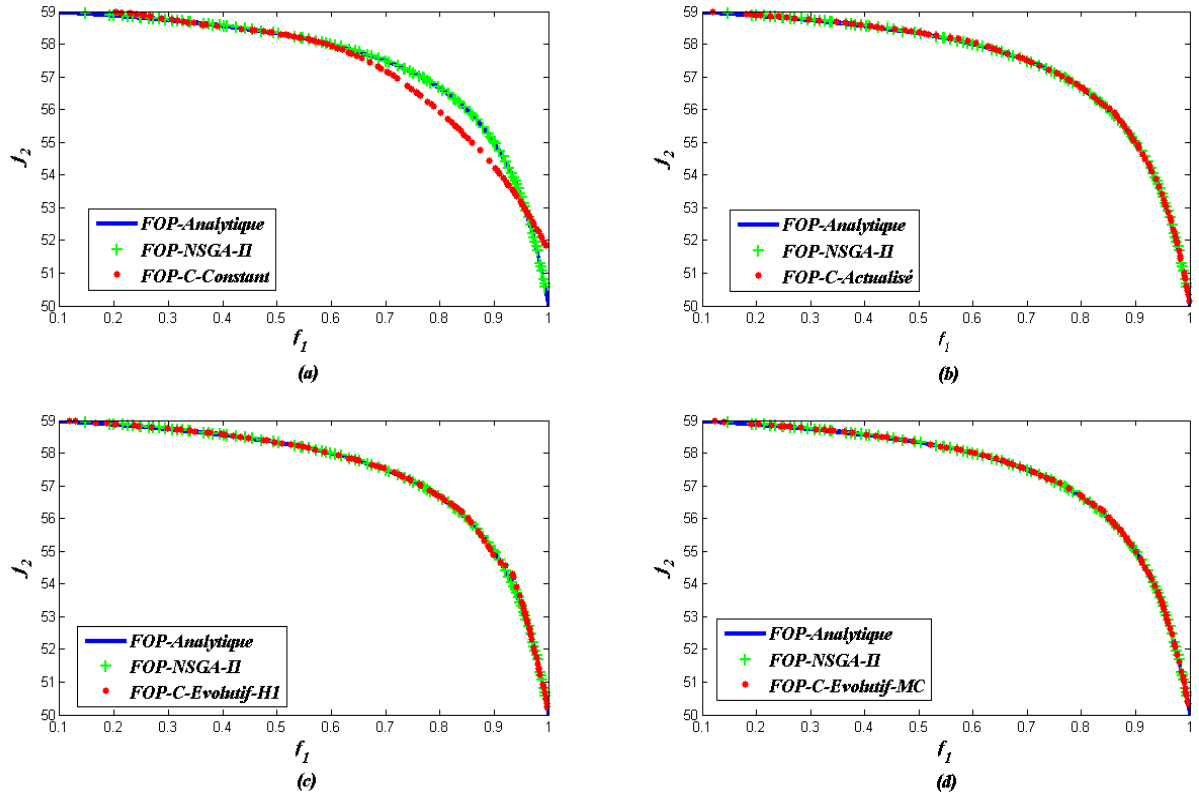 59
58
57
56
55
54
53
52
51
50
f2
FOP-Analytique
FOP-NSGA-II
FOP-C-Constant
0.1 0.2 0.3 0.4 0.5 0.6 0.7 0.8 0.9 1
f1
(a)
59
58
57
56
55
54
53
52
51
50
f2
FOP-Analytique
FOP-NSGA-II
FOP-C-Actualisé
0.1 0.2 0.3 0.4 0.5 0.6 0.7 0.8 0.9 1
f1
(b)
59
58
57
56
55
54
53
52
51
50
f2
FOP-Analytique
FOP-NSGA-II
FOP-C-Evolutif-H1
0.1 0.2 0.3 0.4 0.5 0.6 0.7 0.8 0.9 1
f1
(c)
59
58
57
56
55
54
53
52
51
50
f2
FOP-Analytique
FOP-NSGA-II
FOP-C-Evolutif-MC
0.1 0.2 0.3 0.4 0.5 0.6 0.7 0.8 0.9 1
f1
(d)